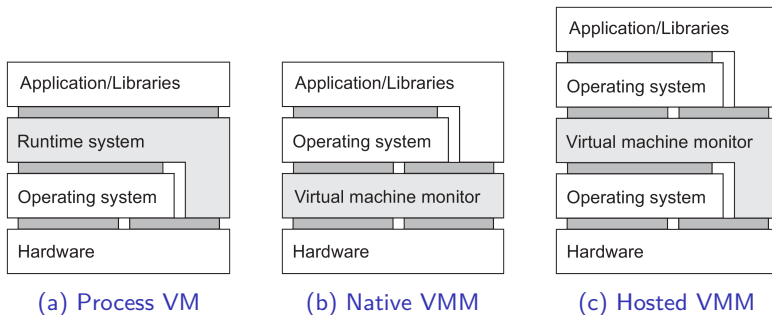 Application/Libraries
Runtime system
Operating system
Hardware
(a) Process VM
Application/Libraries
Operating system
Virtual machine monitor
Hardware
(b) Native VMM
Application/Libraries
Operating system
Virtual machine monitor
Operating system
Hardware
(c) Hosted VMM